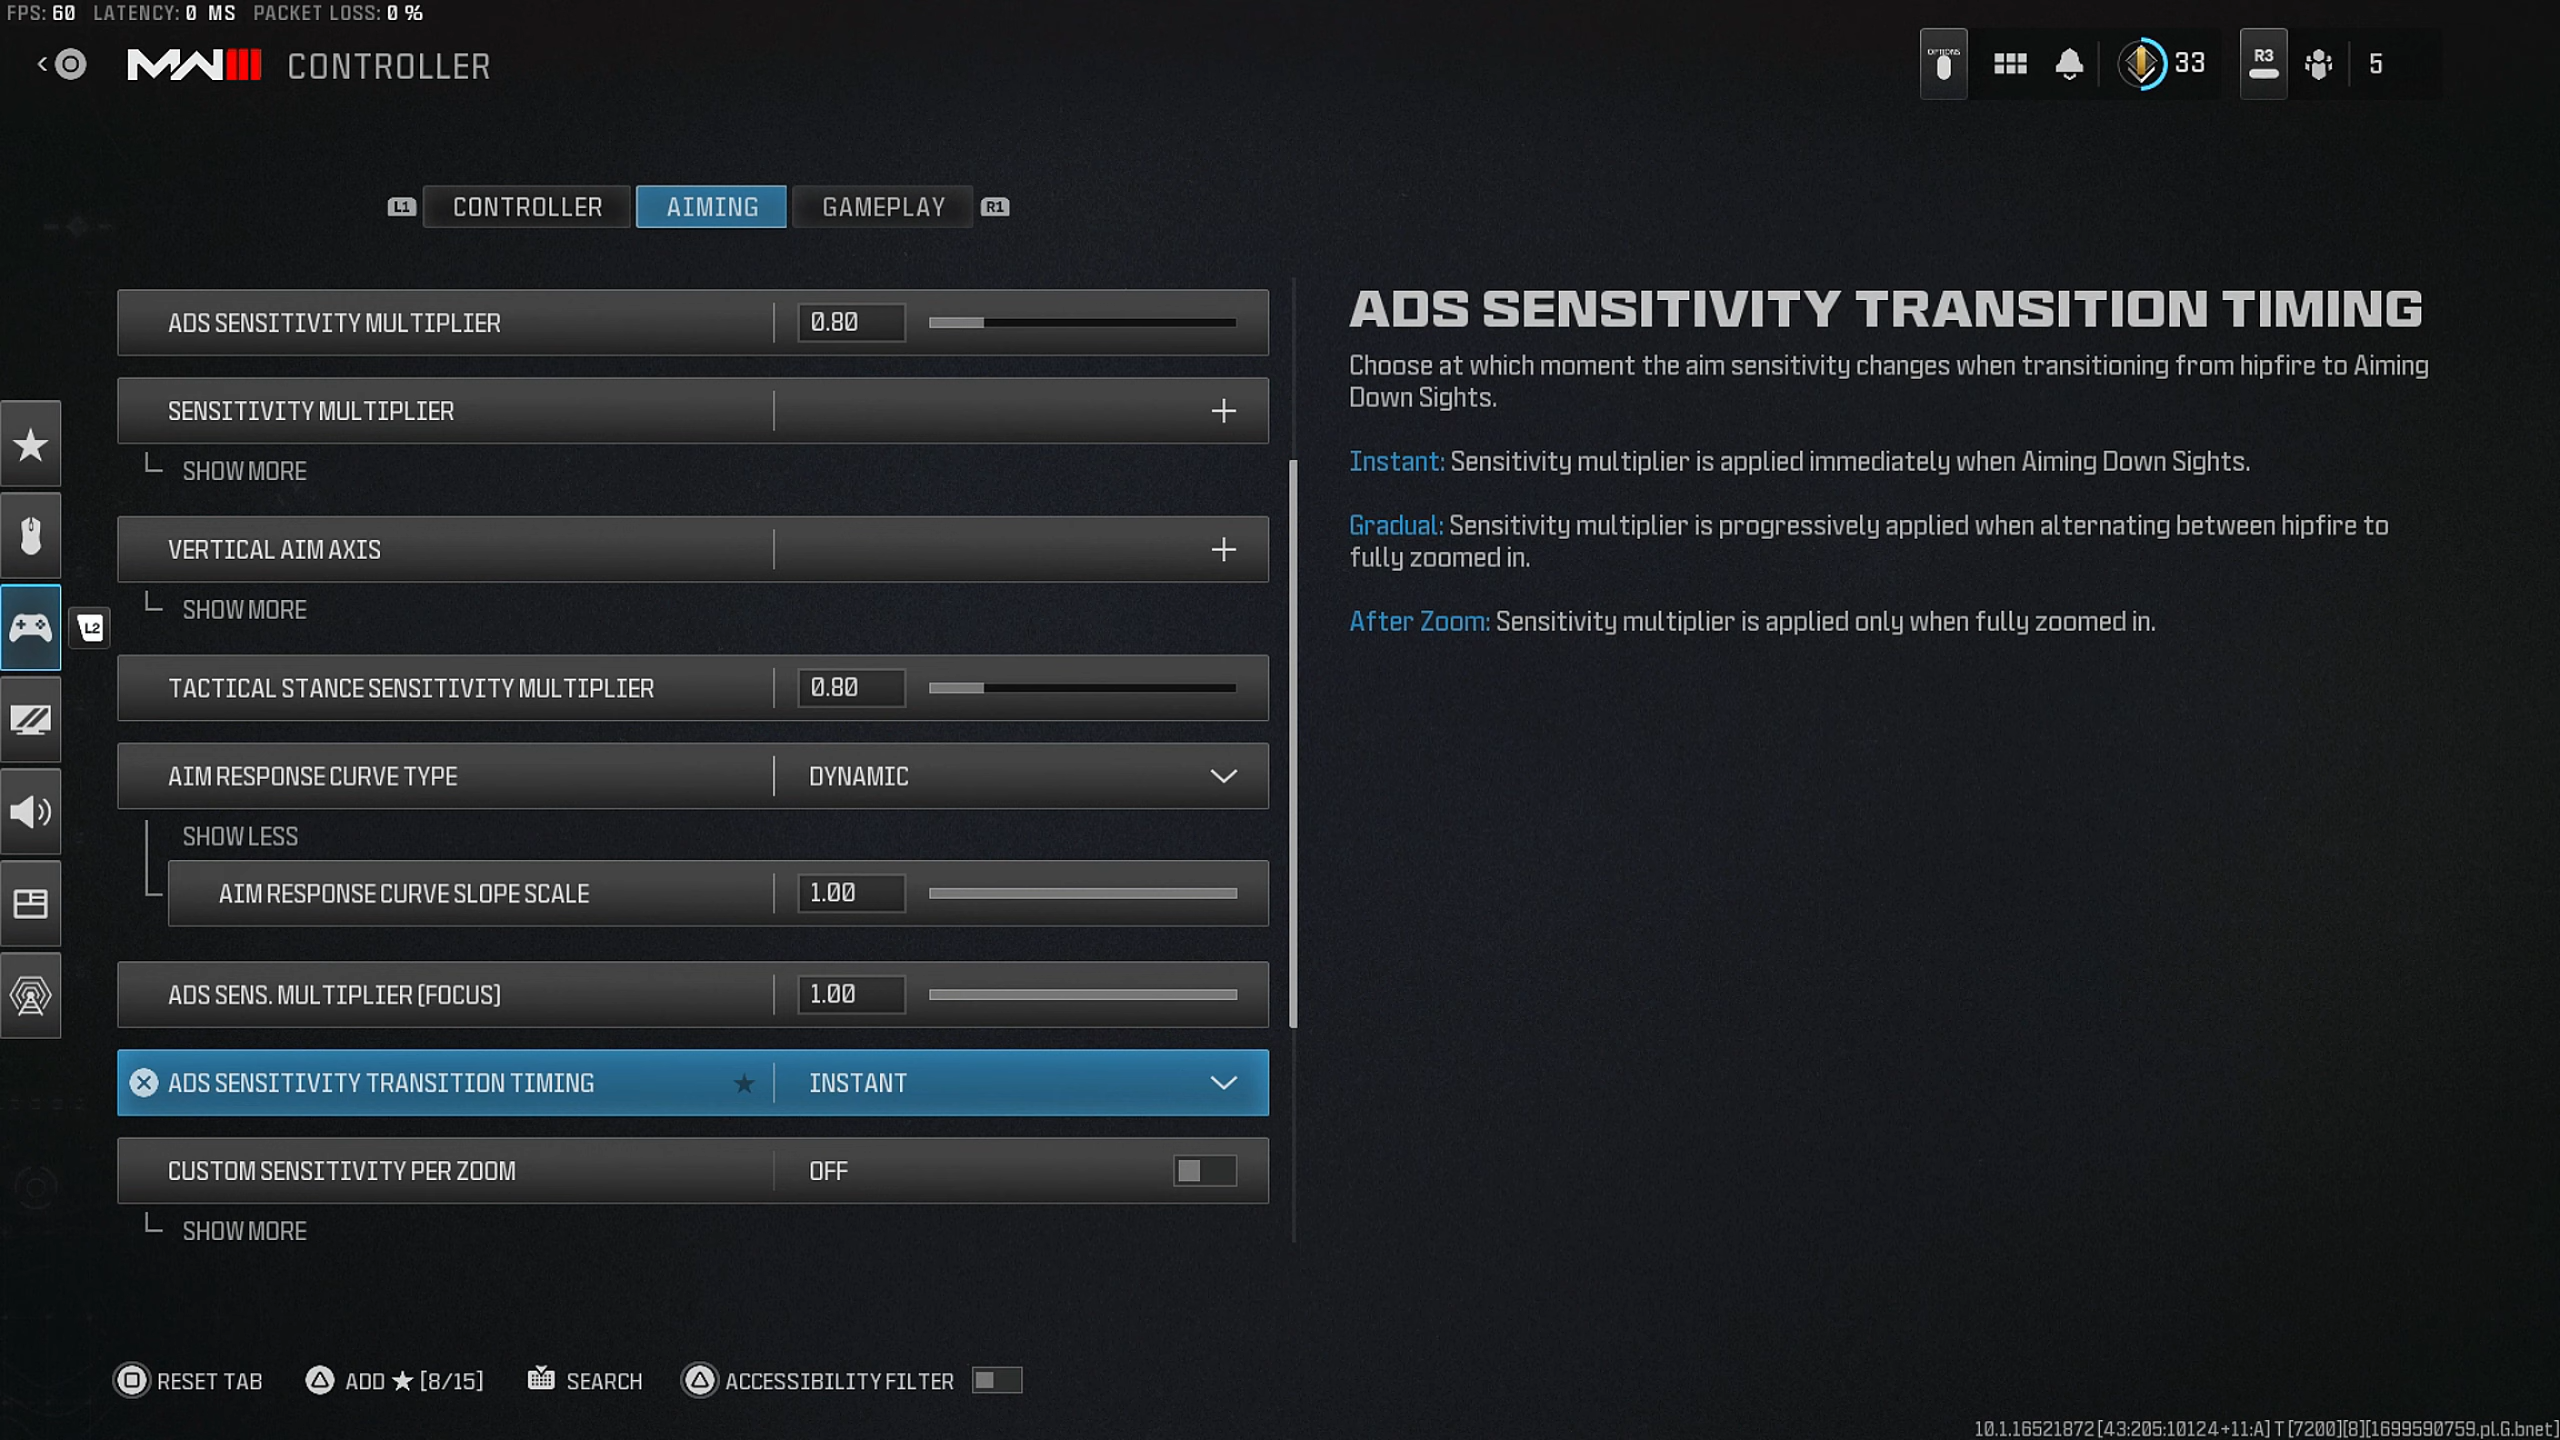 FPS: 60 LATENCY: 0 MS PACKET LOSS: 0 %
MWIII CONTROLLER
OPTIONS
33
R3
5
L1 CONTROLLER AIMING GAMEPLAY R1
ADS SENSITIVITY MULTIPLIER 0.80
SENSITIVITY MULTIPLIER +
SHOW MORE
VERTICAL AIM AXIS +
SHOW MORE
L2
TACTICAL STANCE SENSITIVITY MULTIPLIER 0.80
AIM RESPONSE CURVE TYPE DYNAMIC
SHOW LESS
AIM RESPONSE CURVE SLOPE SCALE 1.00
ADS SENS. MULTIPLIER (FOCUS) 1.00
ADS SENSITIVITY TRANSITION TIMING ★ INSTANT
CUSTOM SENSITIVITY PER ZOOM OFF
SHOW MORE
ADS SENSITIVITY TRANSITION TIMING
Choose at which moment the aim sensitivity changes when transitioning from hipfire to Aiming
Down Sights.
Instant: Sensitivity multiplier is applied immediately when Aiming Down Sights.
Gradual: Sensitivity multiplier is progressively applied when alternating between hipfire to
fully zoomed in.
After Zoom: Sensitivity multiplier is applied only when fully zoomed in.
RESET TAB ADD ★ [8/15] SEARCH ACCESSIBILITY FILTER
10.1.16521872 [43:205:10124+11:A] T [7200][8][1699590759.pl.G.bnet]